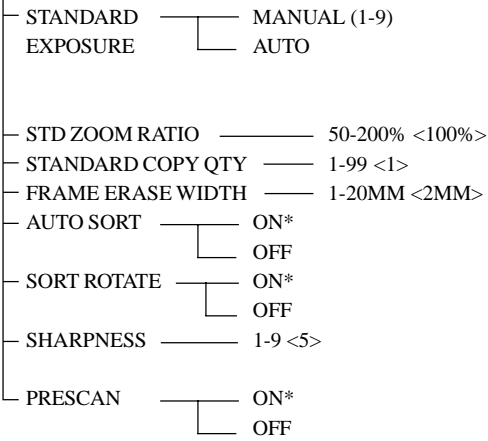 STANDARD MANUAL (1-9)
EXPOSURE AUTO
STD ZOOM RATIO 50-200% <100%>
STANDARD COPY QTY 1-99 <1>
FRAME ERASE WIDTH 1-20MM <2MM>
AUTO SORT ON*
OFF
SORT ROTATE ON*
OFF
SHARPNESS 1-9 <5>
PRESCAN ON*
OFF